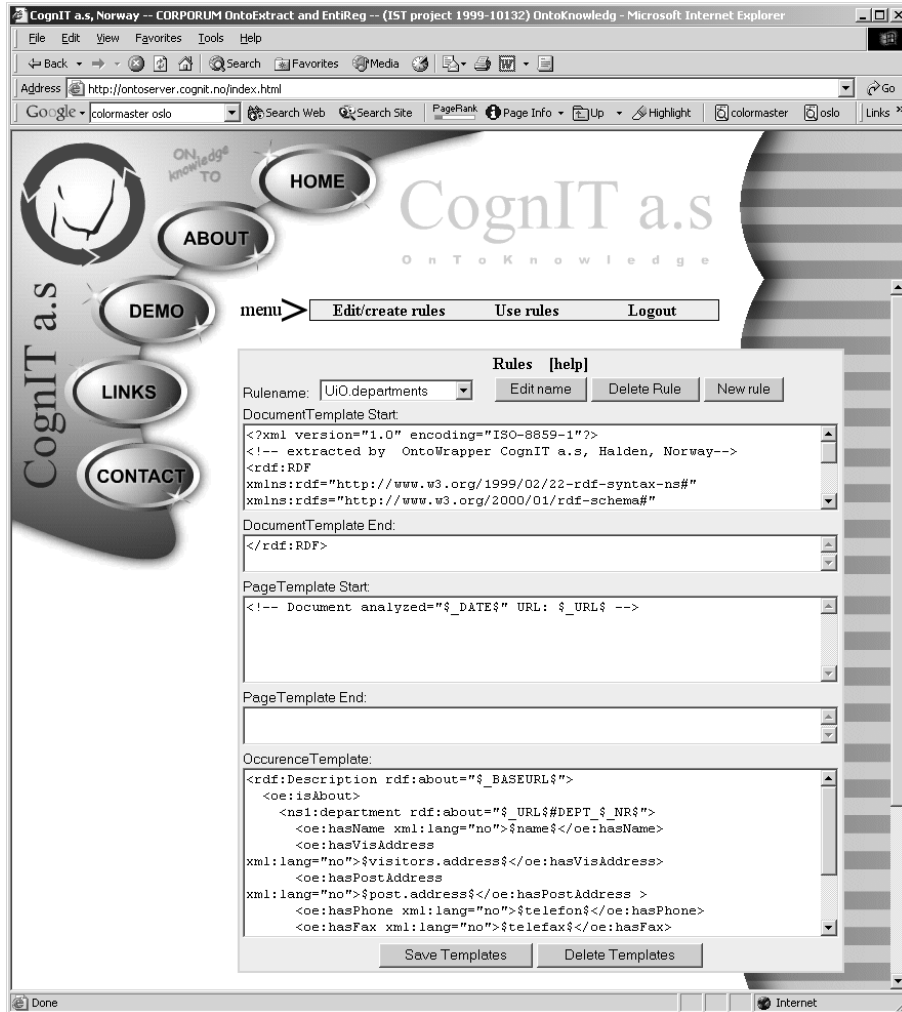 CognIT a.s, Norway -- CORPORUM OntoExtract and EntiReg -- (IST project 1999-10132) OntoKnowledg - Microsoft Internet Explorer
File Edit View Favorites Tools Help
Back Search Favorites Media
Address http://ontoserver.cognit.no/index.html Go
Google colormaster oslo Search Web Search Site PageRank Page Info Up Highlight colormaster oslo Links »
ON knowledge TO
HOME
ABOUT
DEMO
LINKS
CONTACT
CognIT a.s
CognIT a.s
OnToKnowledge
menu Edit/create rules Use rules Logout
Rules [help]
Rulename: UiO.departments Edit name Delete Rule New rule
DocumentTemplate Start:
<?xml version="1.0" encoding="ISO-8859-1"?>
<!-- extracted by  OntoWrapper CognIT a.s, Halden, Norway-->
<rdf:RDF
xmlns:rdf="http://www.w3.org/1999/02/22-rdf-syntax-ns#"
xmlns:rdfs="http://www.w3.org/2000/01/rdf-schema#"
DocumentTemplate End:
</rdf:RDF>
PageTemplate Start:
<!-- Document analyzed="$_DATE$" URL: $_URL$ -->
PageTemplate End:
OccurenceTemplate:
<rdf:Description rdf:about="$_BASEURL$">
<oe:isAbout>
<ns1:department rdf:about="$_URL$#DEPT_$_NR$">
<oe:hasName xml:lang="no">$name$</oe:hasName>
<oe:hasVisAddress
xml:lang="no">$visitors.address$</oe:hasVisAddress>
<oe:hasPostAddress
xml:lang="no">$post.address$</oe:hasPostAddress >
<oe:hasPhone xml:lang="no">$telefon$</oe:hasPhone>
<oe:hasFax xml:lang="no">$telefax$</oe:hasFax>
Save Templates Delete Templates
Done Internet